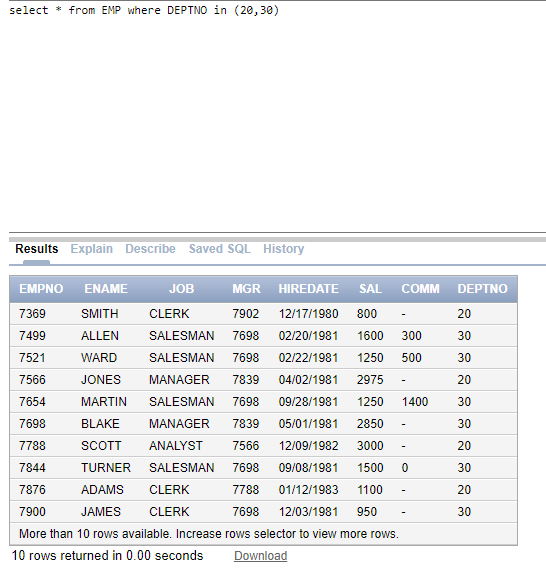 select * from EMP where DEPTNO in (20,30)
Results Explain Describe Saved SQL History
EMPNO ENAME JOB MGR HIREDATE SAL COMM DEPTNO
7369 SMITH CLERK 7902 12/17/1980 800 - 20
7499 ALLEN SALESMAN 7698 02/20/1981 1600 300 30
7521 WARD SALESMAN 7698 02/22/1981 1250 500 30
7566 JONES MANAGER 7839 04/02/1981 2975 - 20
7654 MARTIN SALESMAN 7698 09/28/1981 1250 1400 30
7698 BLAKE MANAGER 7839 05/01/1981 2850 - 30
7788 SCOTT ANALYST 7566 12/09/1982 3000 - 20
7844 TURNER SALESMAN 7698 09/08/1981 1500 0 30
7876 ADAMS CLERK 7788 01/12/1983 1100 - 20
7900 JAMES CLERK 7698 12/03/1981 950 - 30
More than 10 rows available. Increase rows selector to view more rows.
10 rows returned in 0.00 seconds Download